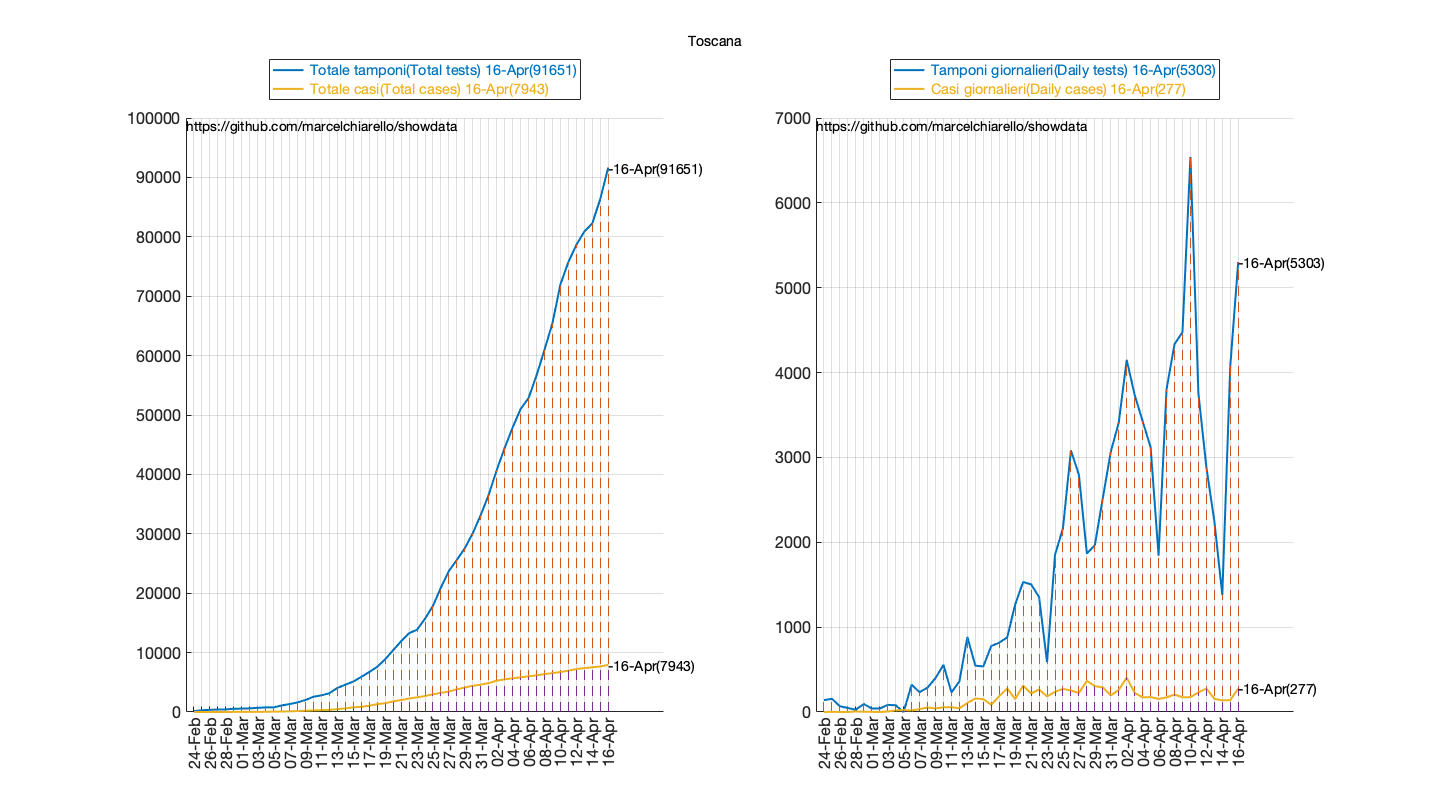 Toscana
Totale tamponi(Total tests) 16-Apr(91651)
Totale casi(Total cases) 16-Apr(7943)
100000
90000
80000
70000
60000
50000
40000
30000
20000
10000
0
https://github.com/marcelchiarello/showdata
16-Apr(91651)
16-Apr(7943)
24-Feb
26-Feb
28-Feb
01-Mar
03-Mar
05-Mar
07-Mar
09-Mar
11-Mar
13-Mar
15-Mar
17-Mar
19-Mar
21-Mar
23-Mar
25-Mar
27-Mar
29-Mar
31-Mar
02-Apr
04-Apr
06-Apr
08-Apr
10-Apr
12-Apr
14-Apr
16-Apr
Tamponi giornalieri(Daily tests) 16-Apr(5303)
Casi giornalieri(Daily cases) 16-Apr(277)
7000
6000
5000
4000
3000
2000
1000
0
https://github.com/marcelchiarello/showdata
16-Apr(5303)
16-Apr(277)
24-Feb
26-Feb
28-Feb
01-Mar
03-Mar
05-Mar
07-Mar
09-Mar
11-Mar
13-Mar
15-Mar
17-Mar
19-Mar
21-Mar
23-Mar
25-Mar
27-Mar
29-Mar
31-Mar
02-Apr
04-Apr
06-Apr
08-Apr
10-Apr
12-Apr
14-Apr
16-Apr